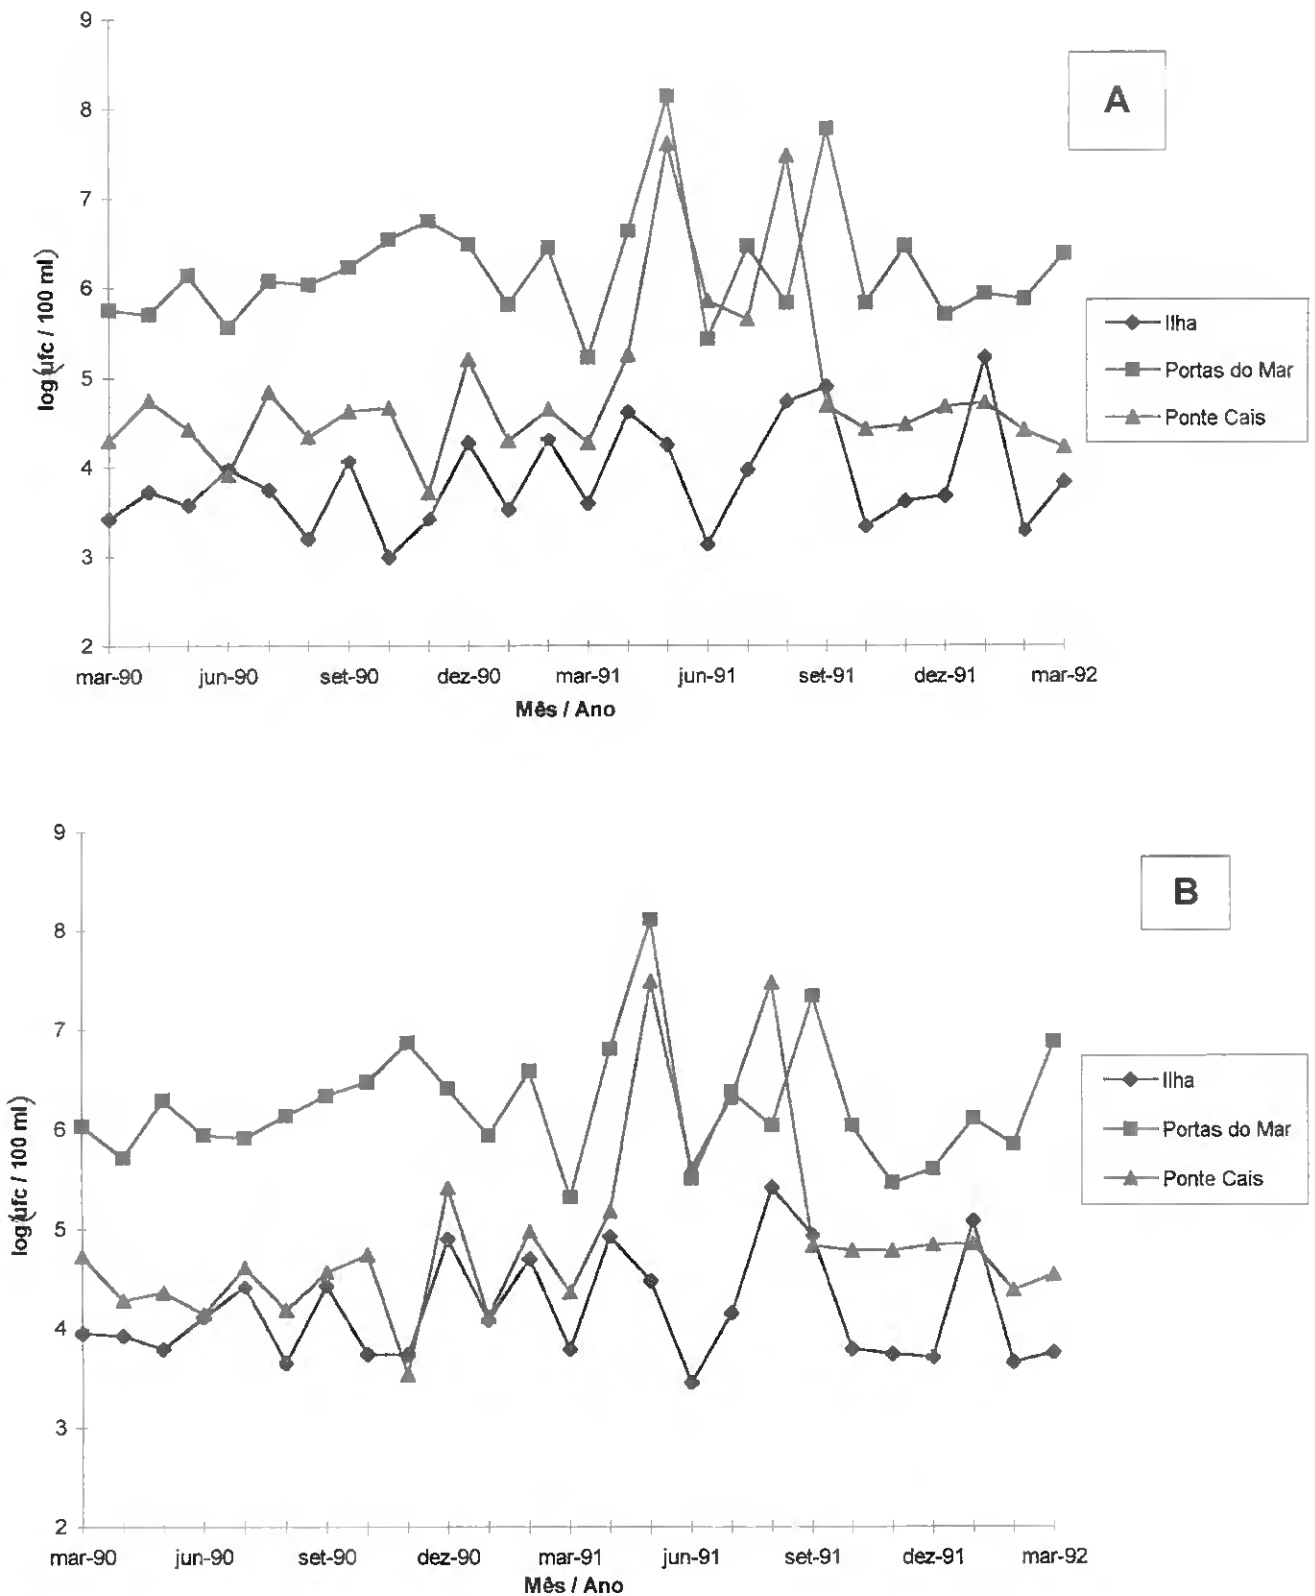 9
A
8
7
6
5
4
3
2
log(ufc / 100 ml)
Ilha
Portas do Mar
Ponte Cais
mar-90 jun-90 set-90 dez-90 mar-91 jun-91 set-91 dez-91 mar-92
Mês / Ano
9
B
8
7
6
5
4
3
2
log(ufc / 100 ml)
Ilha
Portas do Mar
Ponte Cais
mar-90 jun-90 set-90 dez-90 mar-91 jun-91 set-91 dez-91 mar-92
Mês / Ano